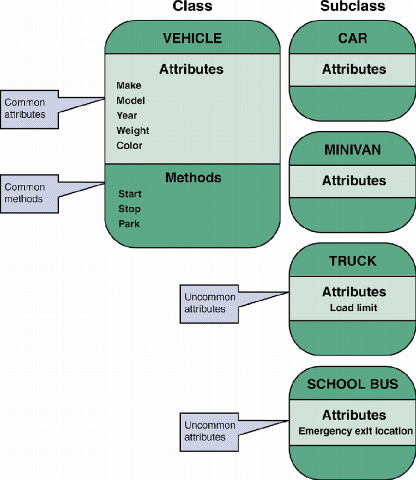 Class
VEHICLE
Attributes
Make
Model
Year
Weight
Color
Methods
Start
Stop
Park
Common
attributes
Common
methods
Subclass
CAR
Attributes
MINIVAN
Attributes
TRUCK
Attributes
Load limit
Uncommon
attributes
SCHOOL BUS
Attributes
Emergency exit location
Uncommon
attributes